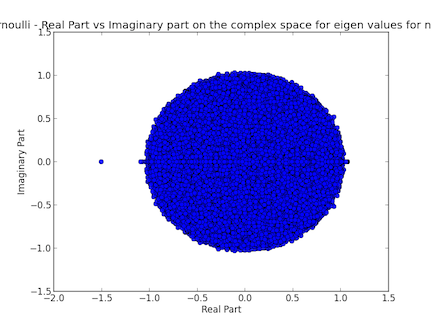 rnoulli - Real Part vs Imaginary part on the complex space for eigen values for n
1.5
1.0
0.5
0.0
−0.5
−1.0
−1.5
Imaginary Part
−2.0 −1.5 −1.0 −0.5 0.0 0.5 1.0 1.5
Real Part